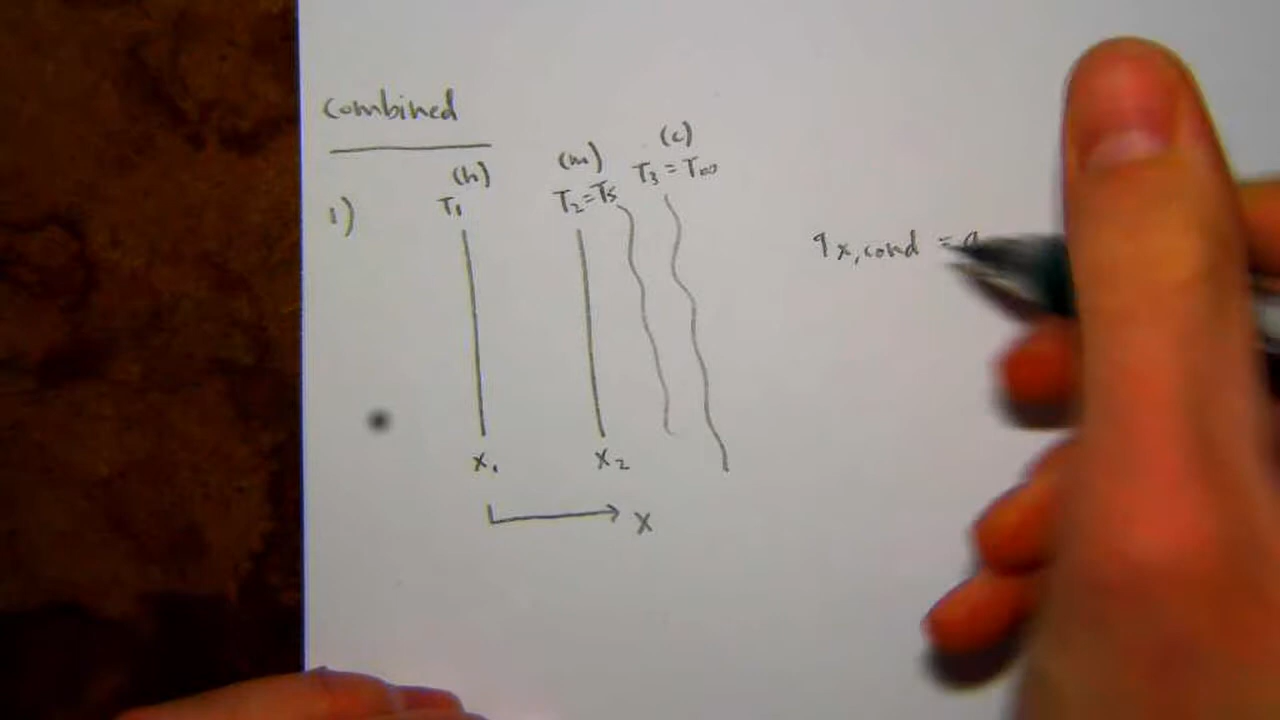 Combined
1)
(h)
T₁
(m)
T₂=Ts
(c)
T₃=T∞
x₁
x₂
x
qx,cond = q